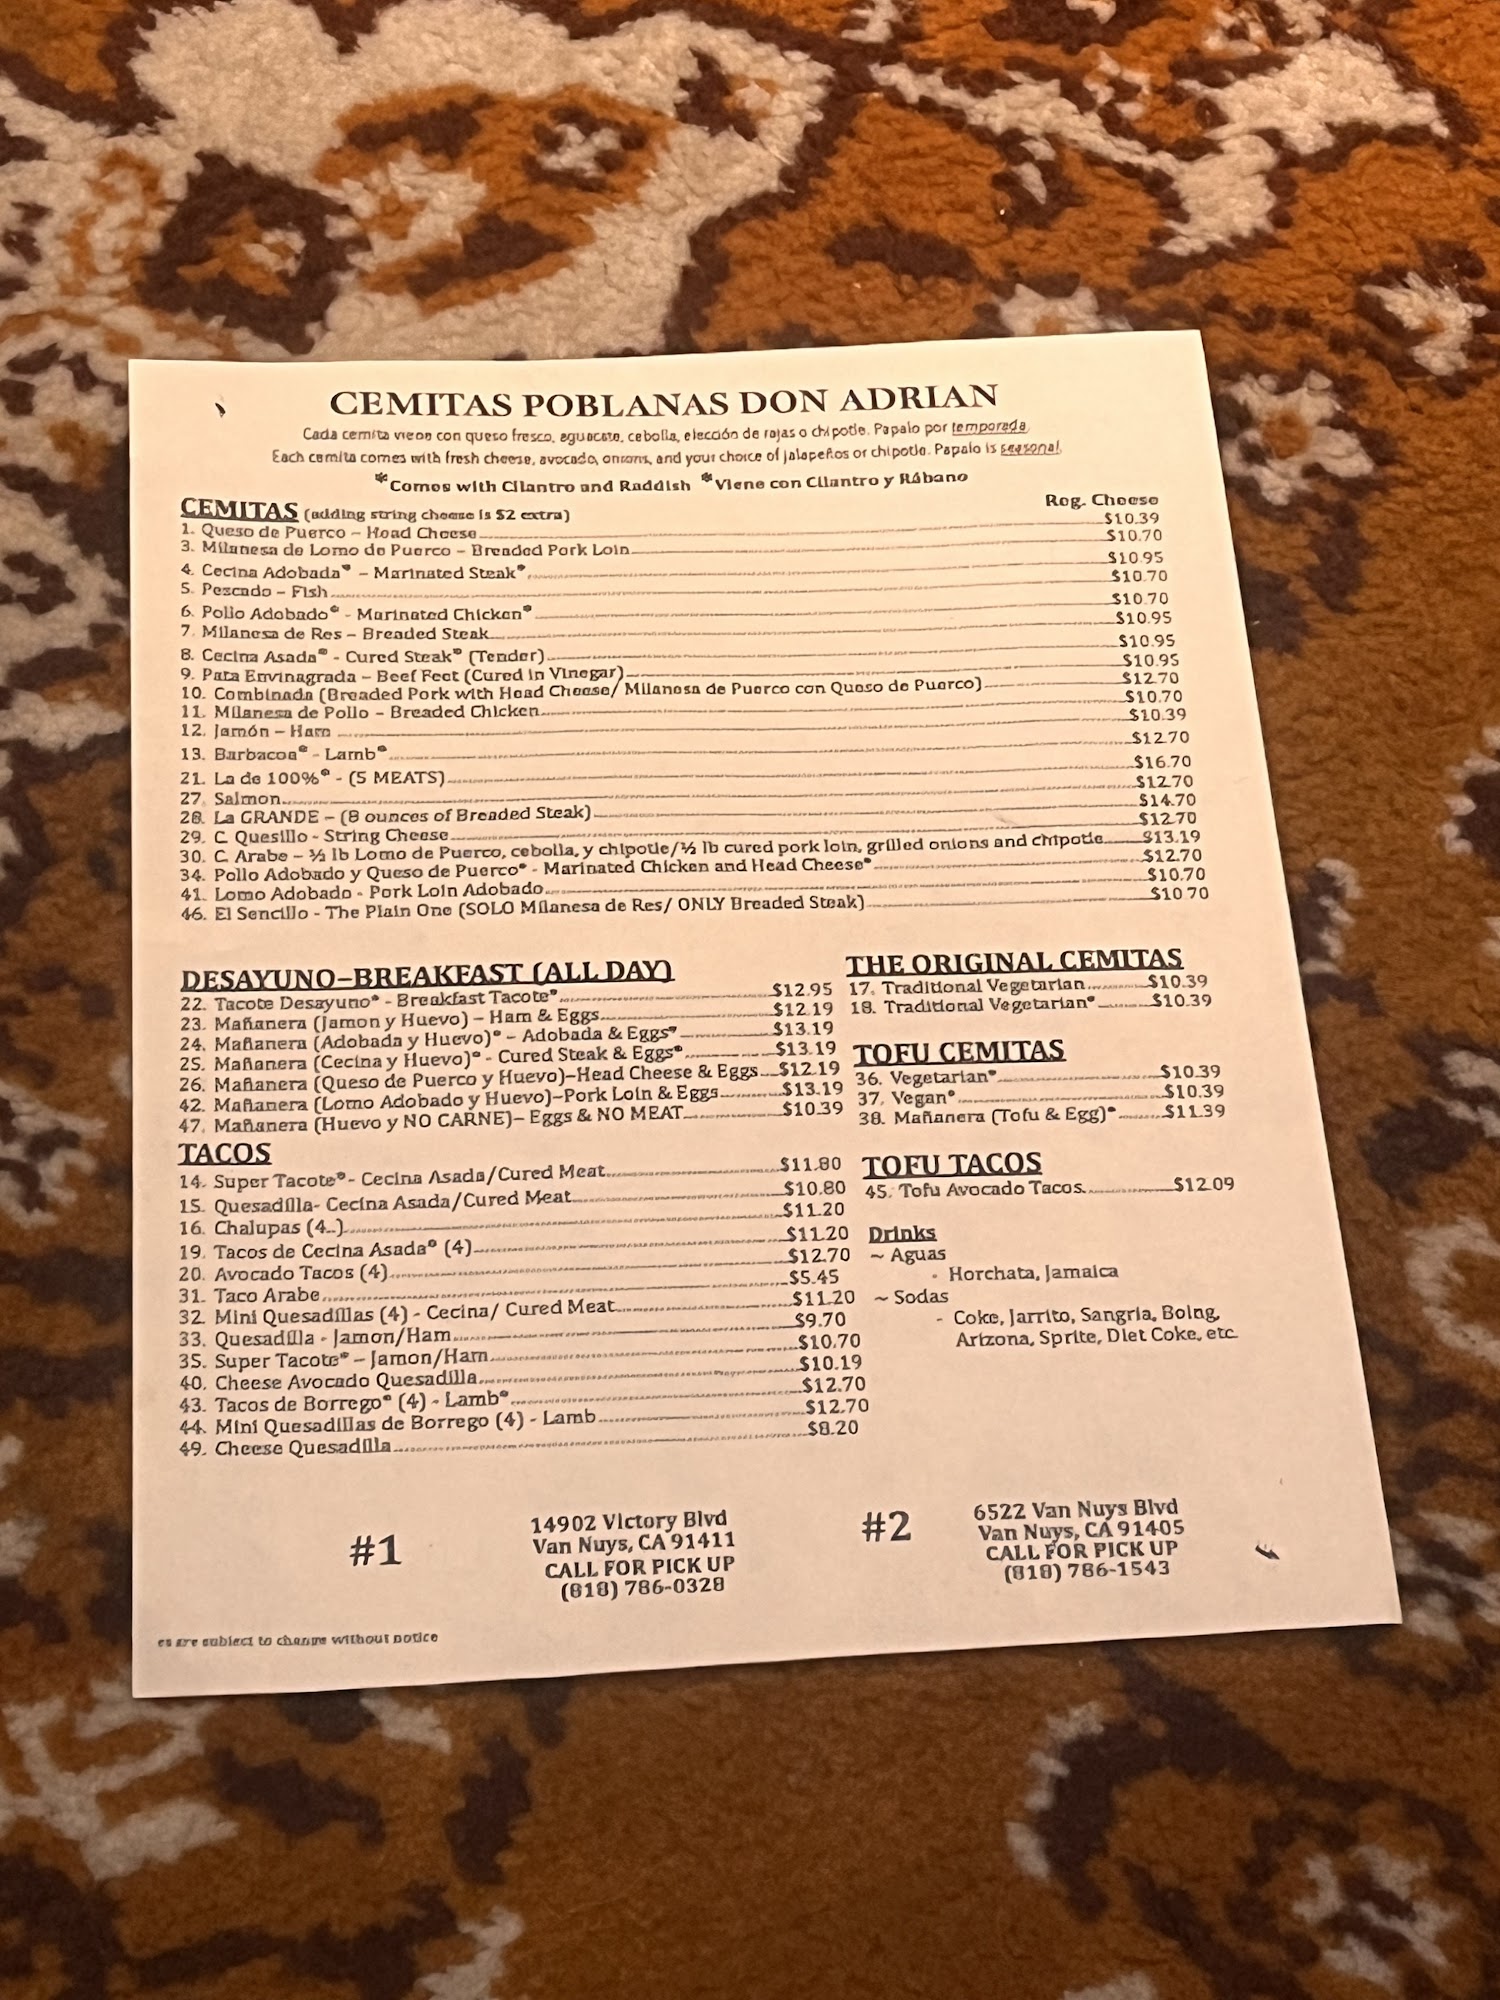 CEMITAS POBLANAS DON ADRIAN
Cada cemita viene con queso fresco, aguacate, cebolla, elección de rajas o chipotle. Papalo por temporada.
Each cemita comes with fresh cheese, avocado, onions, and your choice of jalapeños or chipotle. Papalo is seasonal.
*Comes with Cilantro and Raddish *Viene con Cilantro y Rábano
CEMITAS (adding string cheese is $2 extra) Reg. Cheese
1. Queso de Puerco – Head Cheese $10.39
3. Milanesa de Lomo de Puerco – Breaded Pork Loin $10.70
4. Cecina Adobada* – Marinated Steak* $10.95
5. Pescado – Fish $10.70
6. Pollo Adobado* - Marinated Chicken* $10.70
7. Milanesa de Res – Breaded Steak $10.95
8. Cecina Asada* - Cured Steak* (Tender) $10.95
9. Pata Envinagrada – Beef Feet (Cured in Vinegar) $10.95
10. Combinada (Breaded Pork with Head Cheese/ Milanesa de Puerco con Queso de Puerco) $12.70
11. Milanesa de Pollo – Breaded Chicken $10.70
12. Jamón – Ham $10.39
13. Barbacoa* - Lamb* $12.70
21. La de 100%* - (5 MEATS) $16.70
27. Salmon $12.70
28. La GRANDE – (8 ounces of Breaded Steak) $14.70
29. C. Quesillo - String Cheese $12.70
30. C. Arabe – ½ lb Lomo de Puerco, cebolla, y chipotle/½ lb cured pork loin, grilled onions and chipotle $13.19
34. Pollo Adobado y Queso de Puerco* - Marinated Chicken and Head Cheese* $12.70
41. Lomo Adobado - Pork Loin Adobado $10.70
46. El Sencillo - The Plain One (SOLO Milanesa de Res/ ONLY Breaded Steak) $10.70
DESAYUNO–BREAKFAST (ALL DAY)
22. Tacote Desayuno* - Breakfast Tacote* $12.95
23. Mañanera (Jamon y Huevo) – Ham & Eggs $12.19
24. Mañanera (Adobada y Huevo)* – Adobada & Eggs* $13.19
25. Mañanera (Cecina y Huevo)* - Cured Steak & Eggs* $13.19
26. Mañanera (Queso de Puerco y Huevo)–Head Cheese & Eggs $12.19
42. Mañanera (Lomo Adobado y Huevo)–Pork Loin & Eggs $13.19
47. Mañanera (Huevo y NO CARNE)– Eggs & NO MEAT $10.39
TACOS
14. Super Tacote*- Cecina Asada/Cured Meat $11.80
15. Quesadilla- Cecina Asada/Cured Meat $10.80
16. Chalupas (4..) $11.20
19. Tacos de Cecina Asada* (4) $11.20
20. Avocado Tacos (4) $12.70
31. Taco Arabe $5.45
32. Mini Quesadillas (4) - Cecina/ Cured Meat $11.20
33. Quesadilla - Jamon/Ham $9.70
35. Super Tacote* – Jamon/Ham $10.70
40. Cheese Avocado Quesadilla $10.19
43. Tacos de Borrego* (4) - Lamb* $12.70
44. Mini Quesadillas de Borrego (4) - Lamb $12.70
49. Cheese Quesadilla $8.20
THE ORIGINAL CEMITAS
17. Traditional Vegetarian $10.39
18. Traditional Vegetarian* $10.39
TOFU CEMITAS
36. Vegetarian* $10.39
37. Vegan* $10.39
38. Mañanera (Tofu & Egg)* $11.39
TOFU TACOS
45. Tofu Avocado Tacos $12.09
Drinks
~ Aguas
- Horchata, Jamaica
~ Sodas
- Coke, Jarrito, Sangria, Boing,
Arizona, Sprite, Diet Coke, etc
#1
14902 Victory Blvd
Van Nuys, CA 91411
CALL FOR PICK UP
(818) 786-0328
#2
6522 Van Nuys Blvd
Van Nuys, CA 91405
CALL FOR PICK UP
(818) 786-1543
es are subject to change without notice